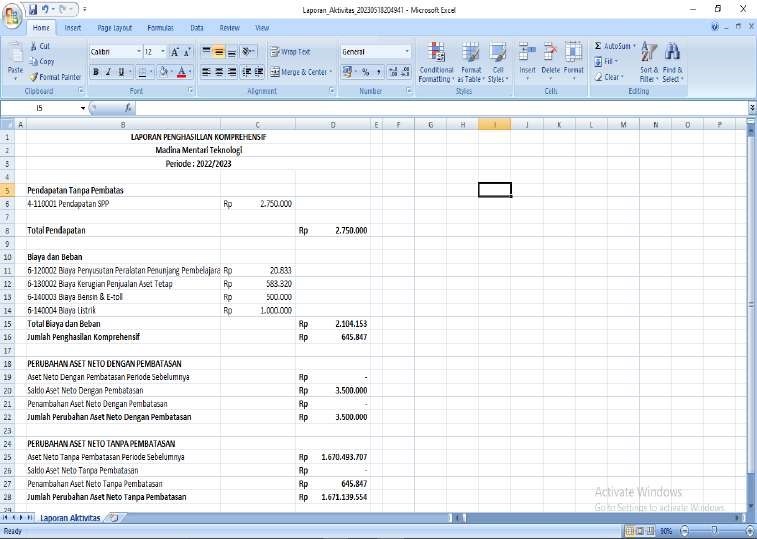 Laporan_Aktivitas_20230518204941 - Microsoft Excel
Home Insert Page Layout Formulas Data Review View
Paste Cut Copy Format Painter
Calibri 12 A A B I U A
Wrap Text Merge & Center
General % ,
Conditional Formatting Format as Table Cell Styles
Insert Delete Format
Σ AutoSum Fill Clear Sort & Filter Find & Select
Clipboard Font Alignment Number Styles Cells Editing
I5 fx
A B C D E F G H I J K L M N O P
1 LAPORAN PENGHASILLAN KOMPREHENSIF
2 Madina Mentari Teknologi
3 Periode : 2022/2023
4
5 Pendapatan Tanpa Pembatas
6 4-110001 Pendapatan SPP Rp 2.750.000
7
8 Total Pendapatan Rp 2.750.000
9
10 Biaya dan Beban
11 6-120002 Biaya Penyusutan Peralatan Penunjang Pembelajara Rp 20.833
12 6-130002 Biaya Kerugian Penjualan Aset Tetap Rp 583.320
13 6-140003 Biaya Bensin & E-toll Rp 500.000
14 6-140004 Biaya Listrik Rp 1.000.000
15 Total Biaya dan Beban Rp 2.104.153
16 Jumlah Penghasilan Komprehensif Rp 645.847
17
18 PERUBAHAN ASET NETO DENGAN PEMBATASAN
19 Aset Neto Dengan Pembatasan Periode Sebelumnya Rp -
20 Saldo Aset Neto Dengan Pembatasan Rp 3.500.000
21 Penambahan Aset Neto Dengan Pembatasan Rp -
22 Jumlah Perubahan Aset Neto Dengan Pembatasan Rp 3.500.000
23
24 PERUBAHAN ASET NETO TANPA PEMBATASAN
25 Aset Neto Tanpa Pembatasan Periode Sebelumnya Rp 1.670.493.707
26 Saldo Aset Neto Tanpa Pembatasan Rp -
27 Penambahan Aset Neto Tanpa Pembatasan Rp 645.847
28 Jumlah Perubahan Aset Neto Tanpa Pembatasan Rp 1.671.139.554
29
Activate Windows
Go to Settings to activate Windows.
Laporan Aktivitas
Ready 90%